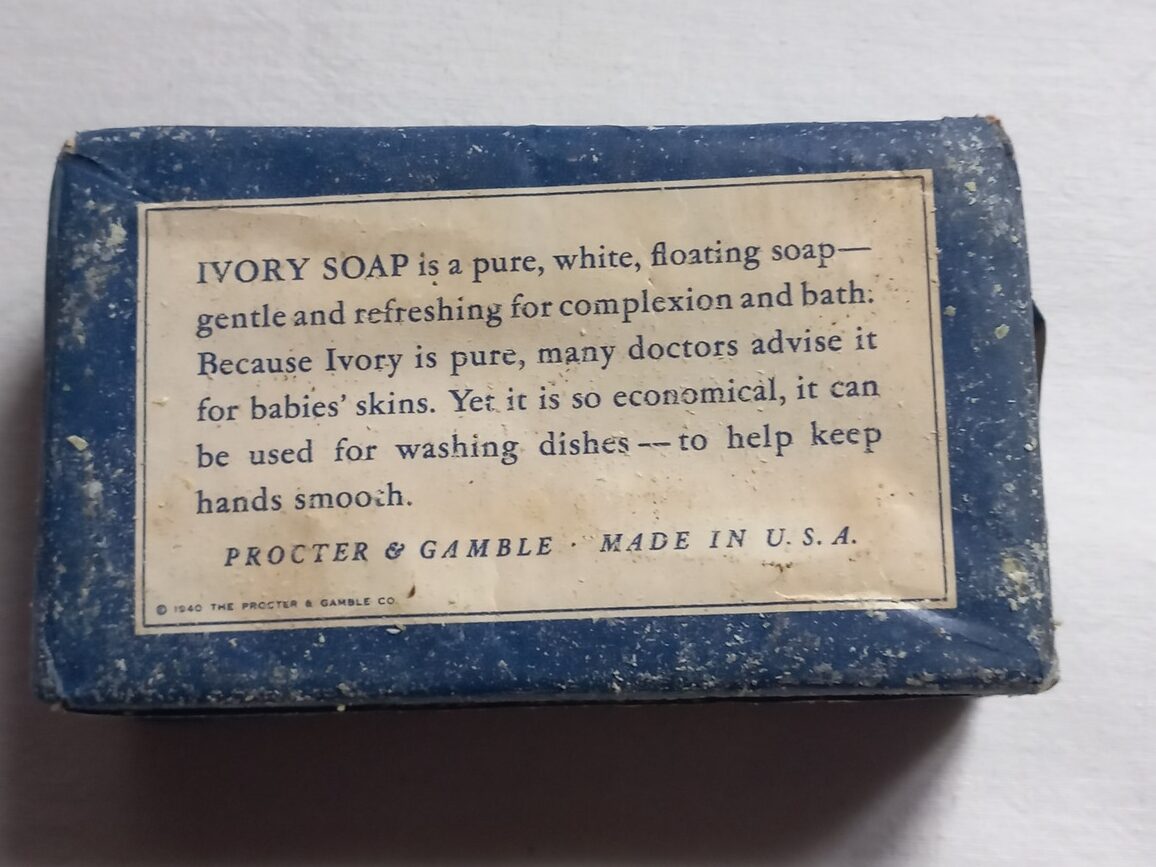 IVORY SOAP is a pure, white, floating soap—
gentle and refreshing for complexion and bath.
Because Ivory is pure, many doctors advise it
for babies' skins. Yet it is so economical, it can
be used for washing dishes — to help keep
hands smooth.
PROCTER & GAMBLE · MADE IN U. S. A.
© 1940 THE PROCTER & GAMBLE CO.